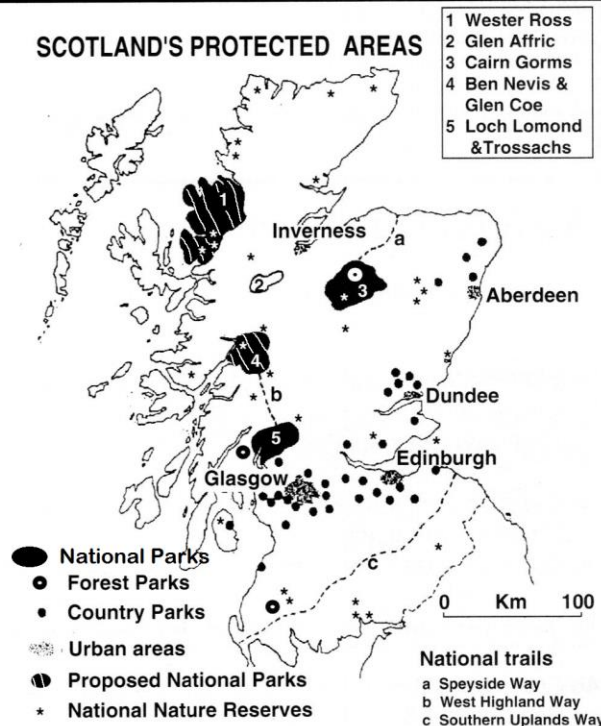 SCOTLAND'S PROTECTED AREAS
1 Wester Ross
2 Glen Affric
3 Cairn Gorms
4 Ben Nevis &
Glen Coe
5 Loch Lomond
&Trossachs
1
Inverness
a
2
3
Aberdeen
4
b
Dundee
5
Edinburgh
Glasgow
c
National Parks
Forest Parks
Country Parks
Urban areas
Proposed National Parks
National Nature Reserves
0 Km 100
National trails
a Speyside Way
b West Highland Way
c Southern Uplands Way